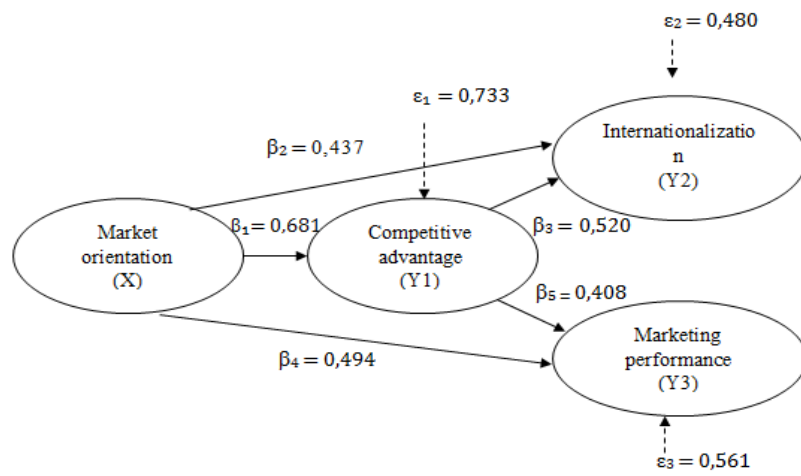 ε₂ = 0,480
ε₁ = 0,733
Internationalizatio
n
(Y2)
β₂ = 0,437
β₁ = 0,681
β₃ = 0,520
Market
orientation
(X)
Competitive
advantage
(Y1)
β₅ = 0,408
β₄ = 0,494
Marketing
performance
(Y3)
ε₃ = 0,561